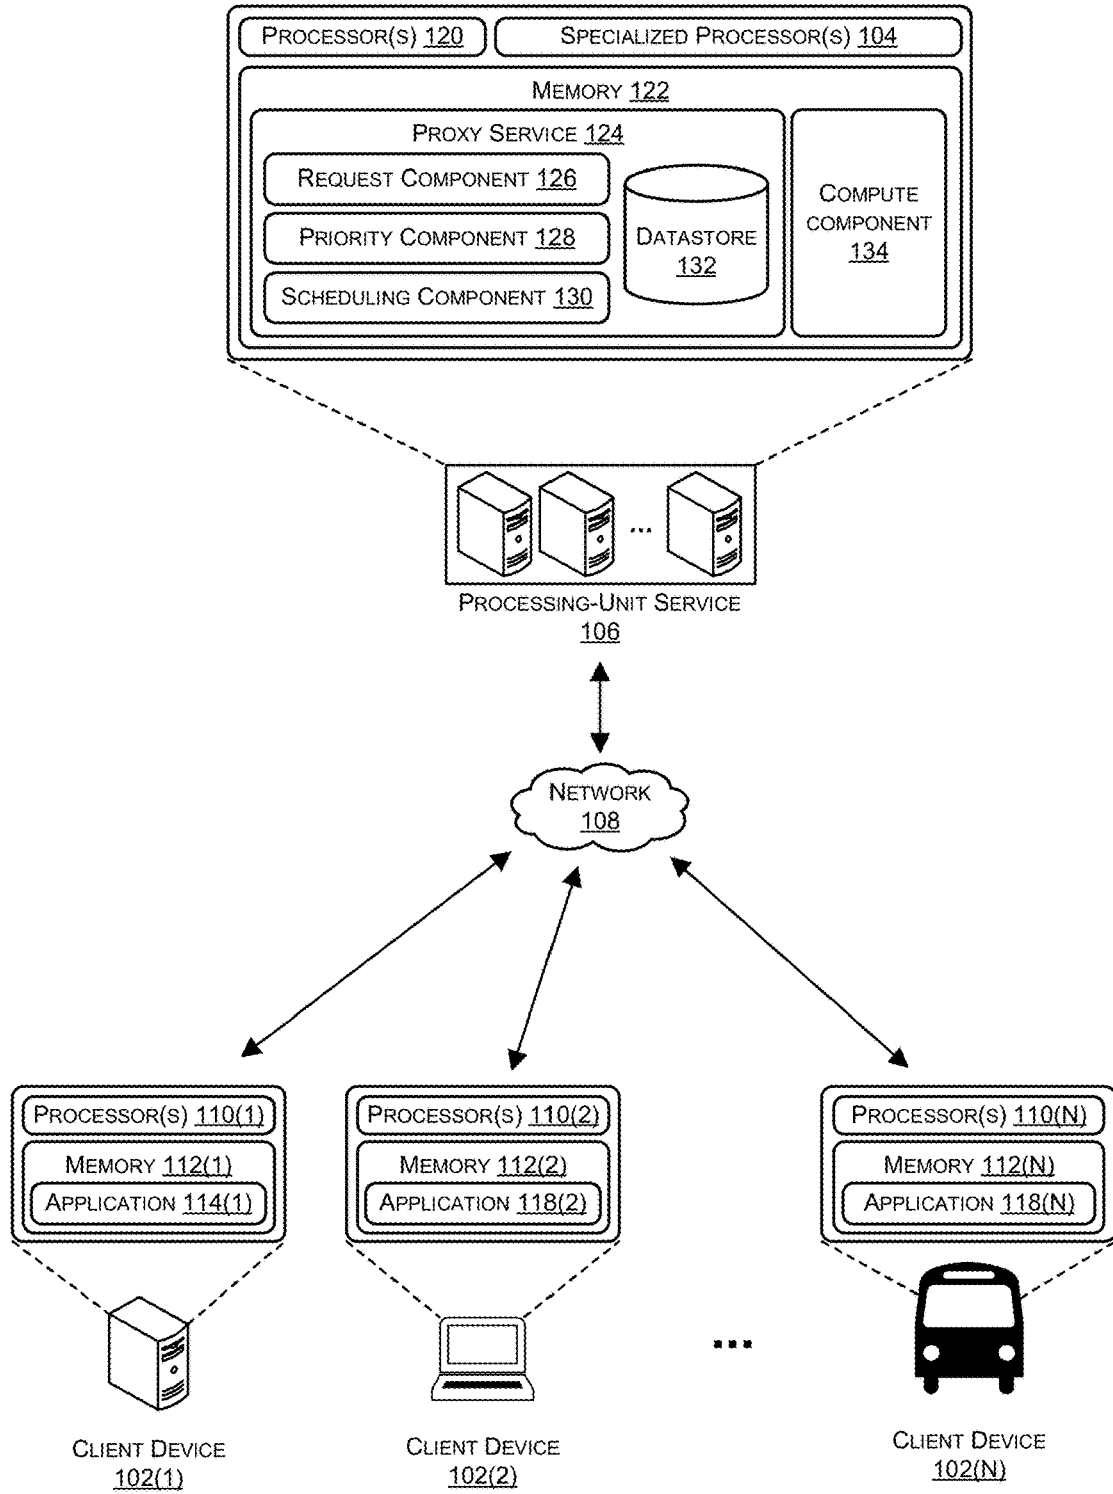 PROCESSOR(S) 120
SPECIALIZED PROCESSOR(S) 104
MEMORY 122
PROXY SERVICE 124
REQUEST COMPONENT 126
PRIORITY COMPONENT 128
SCHEDULING COMPONENT 130
DATASTORE
132
COMPUTE
COMPONENT
134
...
PROCESSING-UNIT SERVICE
106
NETWORK
108
PROCESSOR(S) 110(1)
MEMORY 112(1)
APPLICATION 114(1)
PROCESSOR(S) 110(2)
MEMORY 112(2)
APPLICATION 118(2)
PROCESSOR(S) 110(N)
MEMORY 112(N)
APPLICATION 118(N)
...
CLIENT DEVICE
102(1)
CLIENT DEVICE
102(2)
CLIENT DEVICE
102(N)